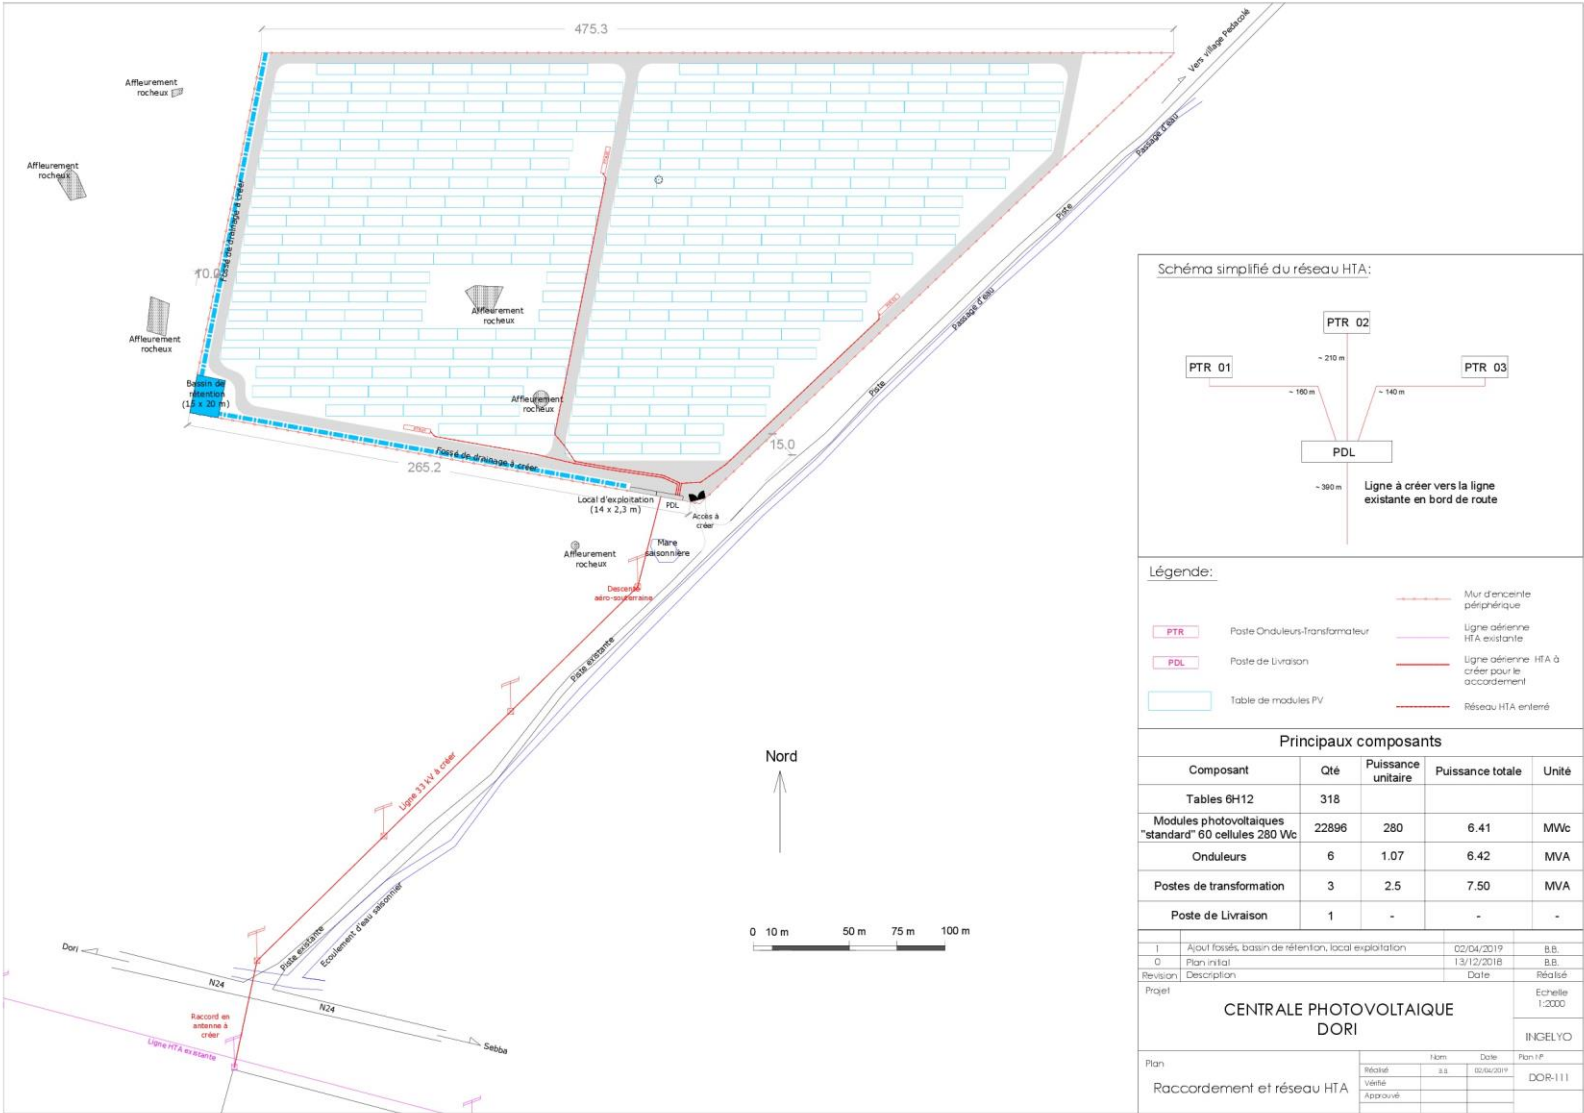 475.3
Vers village Pedacolé
Affleurement
rocheux
Passage d'eau
Affleurement
rocheux
Fossé de drainage à créer
Piste
10.0
Affleurement
rocheux
Affleurement
rocheux
Passage d'eau
Bassin de
rétention
(15 x 20 m)
Affleurement
rocheux
Piste
Fossé de drainage à créer
15.0
265.2
Local d'exploitation
(14 x 2,3 m)
PDL
Accès à
créer
Affleurement
rocheux
Mare
saisonnière
Descente
aéro-souterraine
Piste existante
Ligne 33 kV à créer
Nord
0 10 m 50 m 75 m 100 m
Ecoulement d'eau saisonnier
Piste existante
Dori
N24
N24
Sebba
Raccord en
antenne à
créer
Ligne HTA existante
Schéma simplifié du réseau HTA:
PTR 02
~ 210 m
PTR 01
PTR 03
~ 160 m
~ 140 m
PDL
~ 390 m
Ligne à créer vers la ligne
existante en bord de route
Légende:
PTR Poste Onduleurs-Transformateur
PDL Poste de Livraison
Table de modules PV
Mur d'enceinte
périphérique
Ligne aérienne
HTA existante
Ligne aérienne HTA à
créer pour le
accordement
Réseau HTA enterré
Principaux composants
Composant Qté Puissance unitaire Puissance totale Unité
Tables 6H12 318
Modules photovoltaiques
"standard" 60 cellules 280 Wc 22896 280 6.41 MWc
Onduleurs 6 1.07 6.42 MVA
Postes de transformation 3 2.5 7.50 MVA
Poste de Livraison 1 - - -
1 Ajout fossés, bassin de rétention, local exploitation 02/04/2019 B.B.
0 Plan initial 13/12/2018 B.B.
Revision Description Date Réalisé
Projet
CENTRALE PHOTOVOLTAIQUE
DORI
Echelle
1:2000
INGELYO
Plan
Raccordement et réseau HTA
Nom Date
Réalisé 02/04/2019
Vérifié
Approuvé
Plan N°
DOR-111